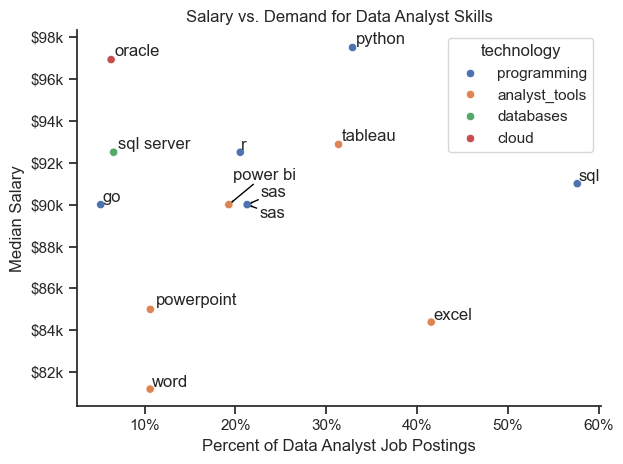 Salary vs. Demand for Data Analyst Skills
$98k
$96k
$94k
$92k
$90k
$88k
$86k
$84k
$82k
Median Salary
oracle
python
technology
programming
analyst_tools
databases
cloud
sql server
r
tableau
power bi
sas
sas
sql
go
powerpoint
excel
word
10%
20%
30%
40%
50%
60%
Percent of Data Analyst Job Postings